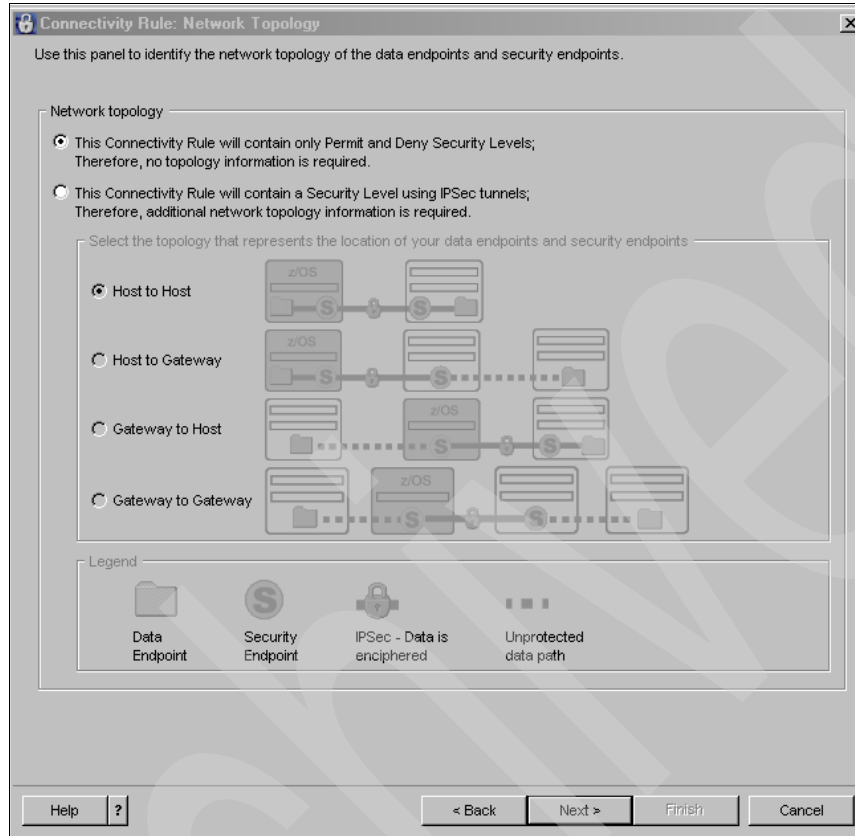 Connectivity Rule: Network Topology
Use this panel to identify the network topology of the data endpoints and security endpoints.
Network topology
This Connectivity Rule will contain only Permit and Deny Security Levels;
Therefore, no topology information is required.
This Connectivity Rule will contain a Security Level using IPSec tunnels;
Therefore, additional network topology information is required.
Select the topology that represents the location of your data endpoints and security endpoints
Host to Host
z/OS
S
S
Host to Gateway
z/OS
S
S
Gateway to Host
z/OS
S
S
Gateway to Gateway
z/OS
S
S
Legend
S
Data
Endpoint
Security
Endpoint
IPSec - Data is
enciphered
Unprotected
data path
Help
?
< Back
Next >
Finish
Cancel